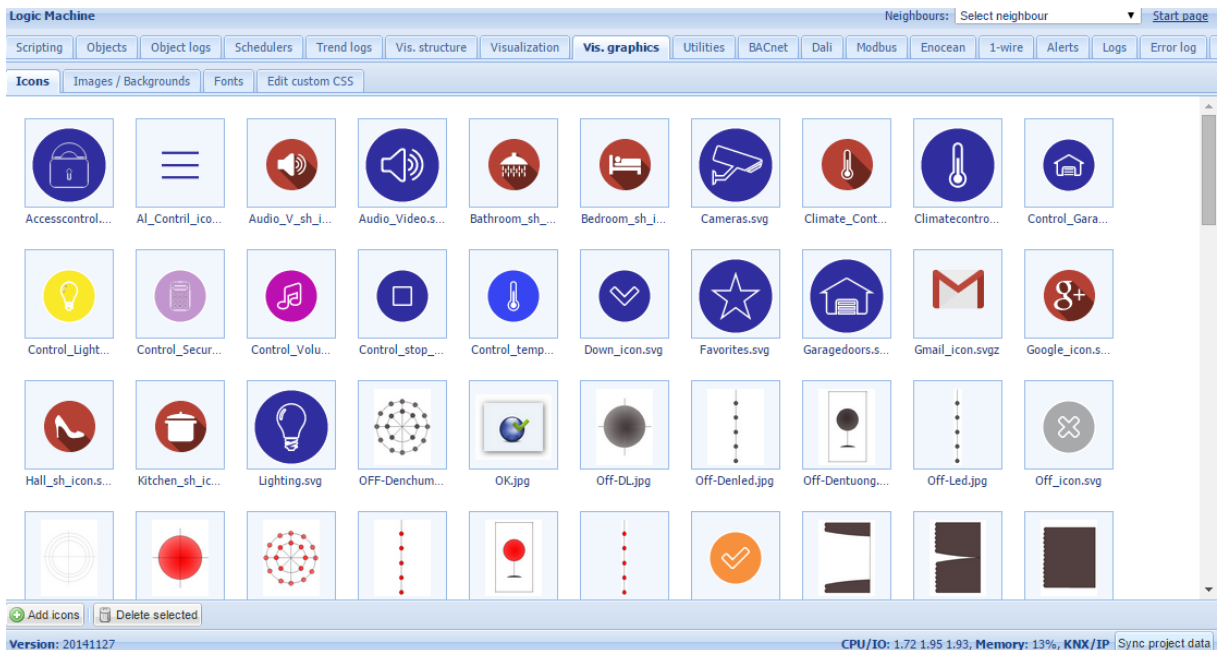 Logic Machine Neighbours: Select neighbour Start page
Scripting Objects Object logs Schedulers Trend logs Vis. structure Visualization Vis. graphics Utilities BACnet Dali Modbus Enocean 1-wire Alerts Logs Error log
Icons Images / Backgrounds Fonts Edit custom CSS
Accesscontrol.... Al_Contril_ico... Audio_V_sh_i... Audio_Video.s... Bathroom_sh_... Bedroom_sh_i... Cameras.svg Climate_Cont... Climatecontro... Control_Gara...
g+
Control_Light... Control_Secur... Control_Volu... Control_stop_... Control_temp... Down_icon.svg Favorites.svg Garagedoors.s... Gmail_icon.svgz Google_icon.s...
Hall_sh_icon.s... Kitchen_sh_ic... Lighting.svg OFF-Denchum... OK.jpg Off-DL.jpg Off-Denled.jpg Off-Dentuong.... Off-Led.jpg Off_icon.svg
Add icons Delete selected
Version: 20141127 CPU/IO: 1.72 1.95 1.93, Memory: 13%, KNX/IP Sync project data